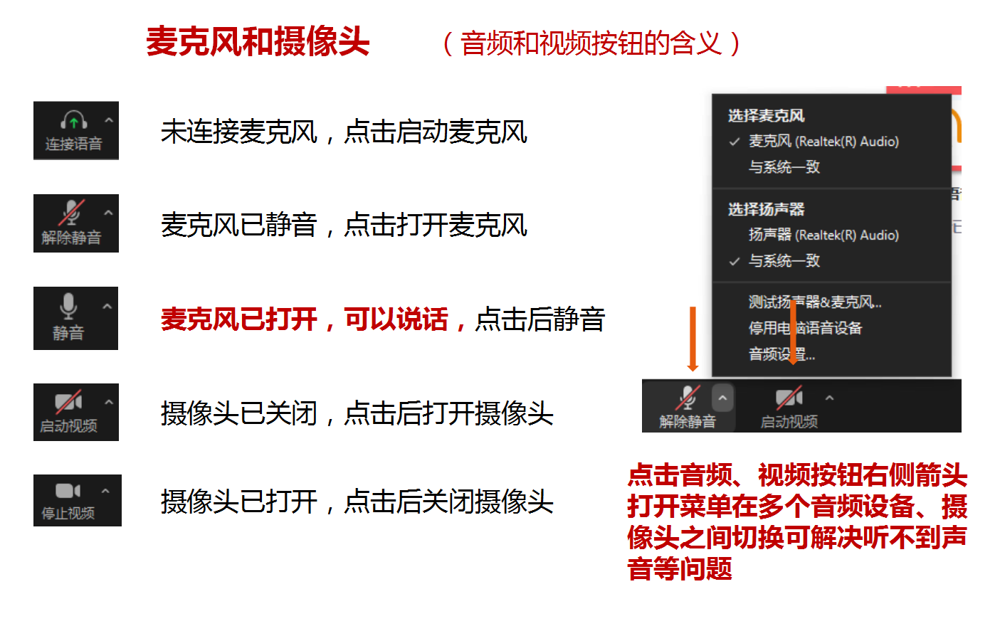 麦克风和摄像头 （音频和视频按钮的含义）
连接语音
未连接麦克风，点击启动麦克风
解除静音
麦克风已静音，点击打开麦克风
静音
麦克风已打开，可以说话，点击后静音
启动视频
摄像头已关闭，点击后打开摄像头
停止视频
摄像头已打开，点击后关闭摄像头
选择麦克风
麦克风 (Realtek(R) Audio)
与系统一致
选择扬声器
扬声器 (Realtek(R) Audio)
与系统一致
测试扬声器&麦克风...
停用电脑语音设备
音频设置...
解除静音
启动视频
点击音频、视频按钮右侧箭头
打开菜单在多个音频设备、摄
像头之间切换可解决听不到声
音等问题